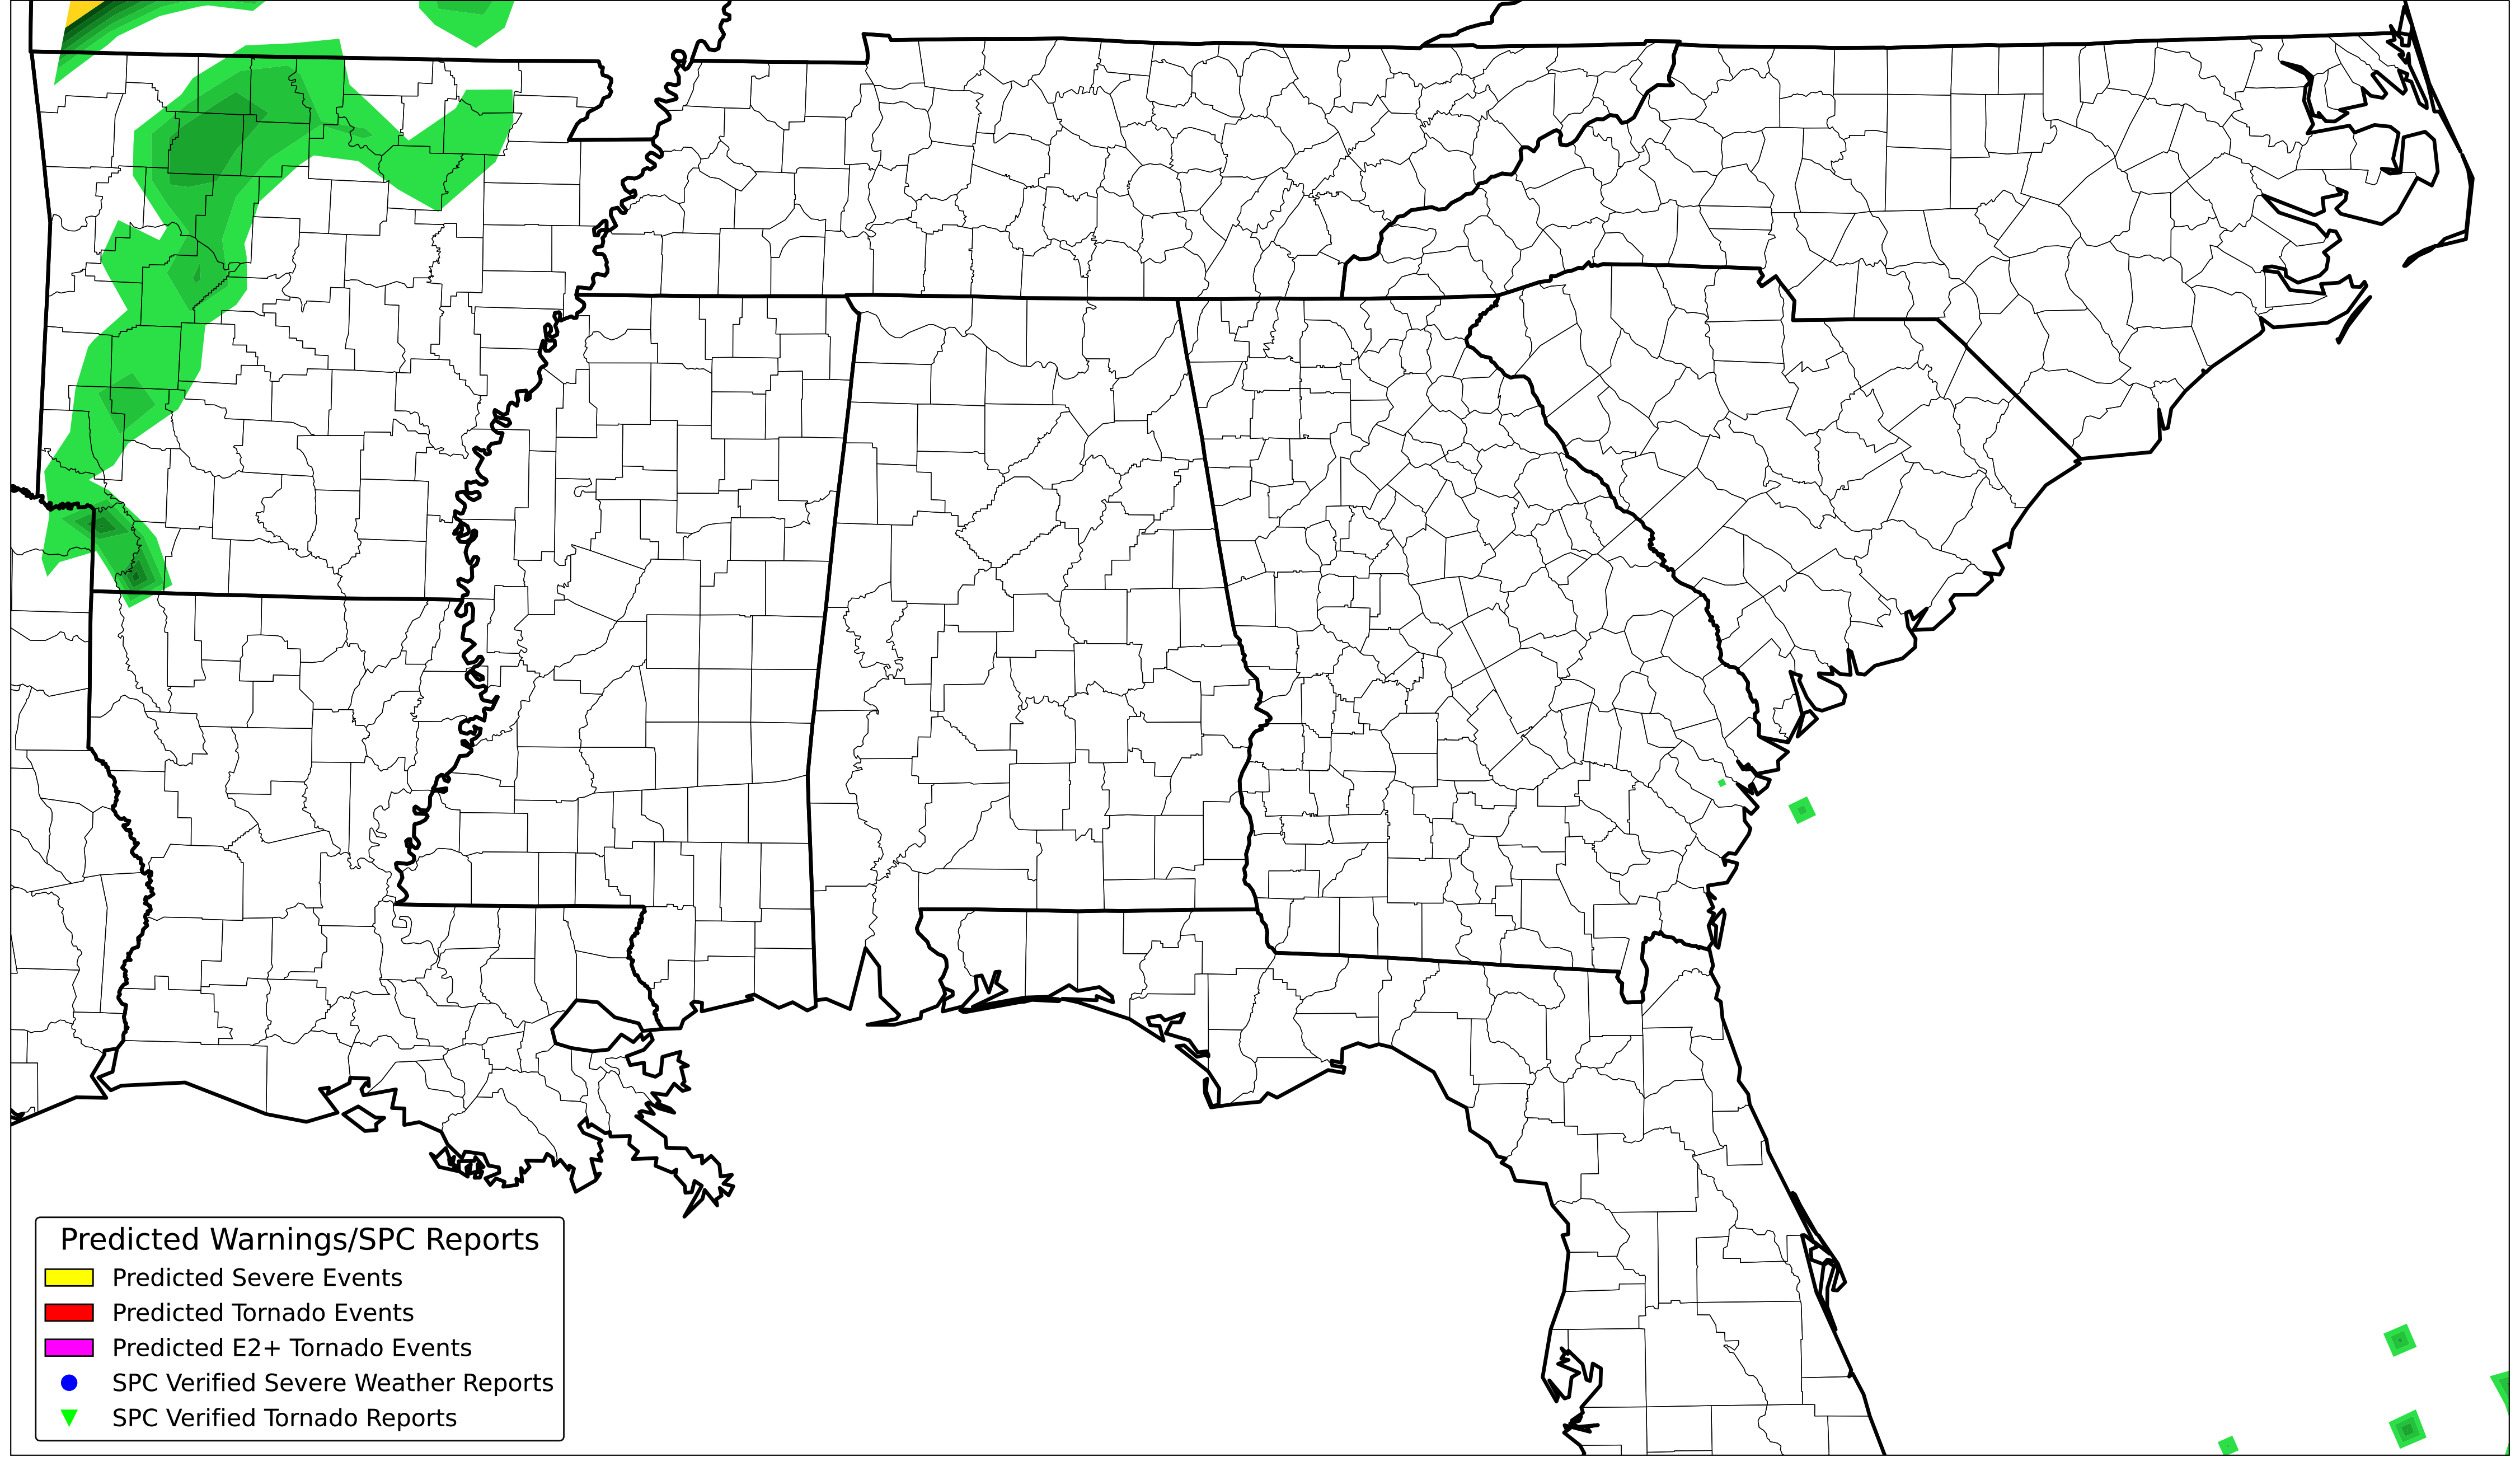 Predicted Warnings/SPC Reports
Predicted Severe Events
Predicted Tornado Events
Predicted E2+ Tornado Events
SPC Verified Severe Weather Reports
SPC Verified Tornado Reports